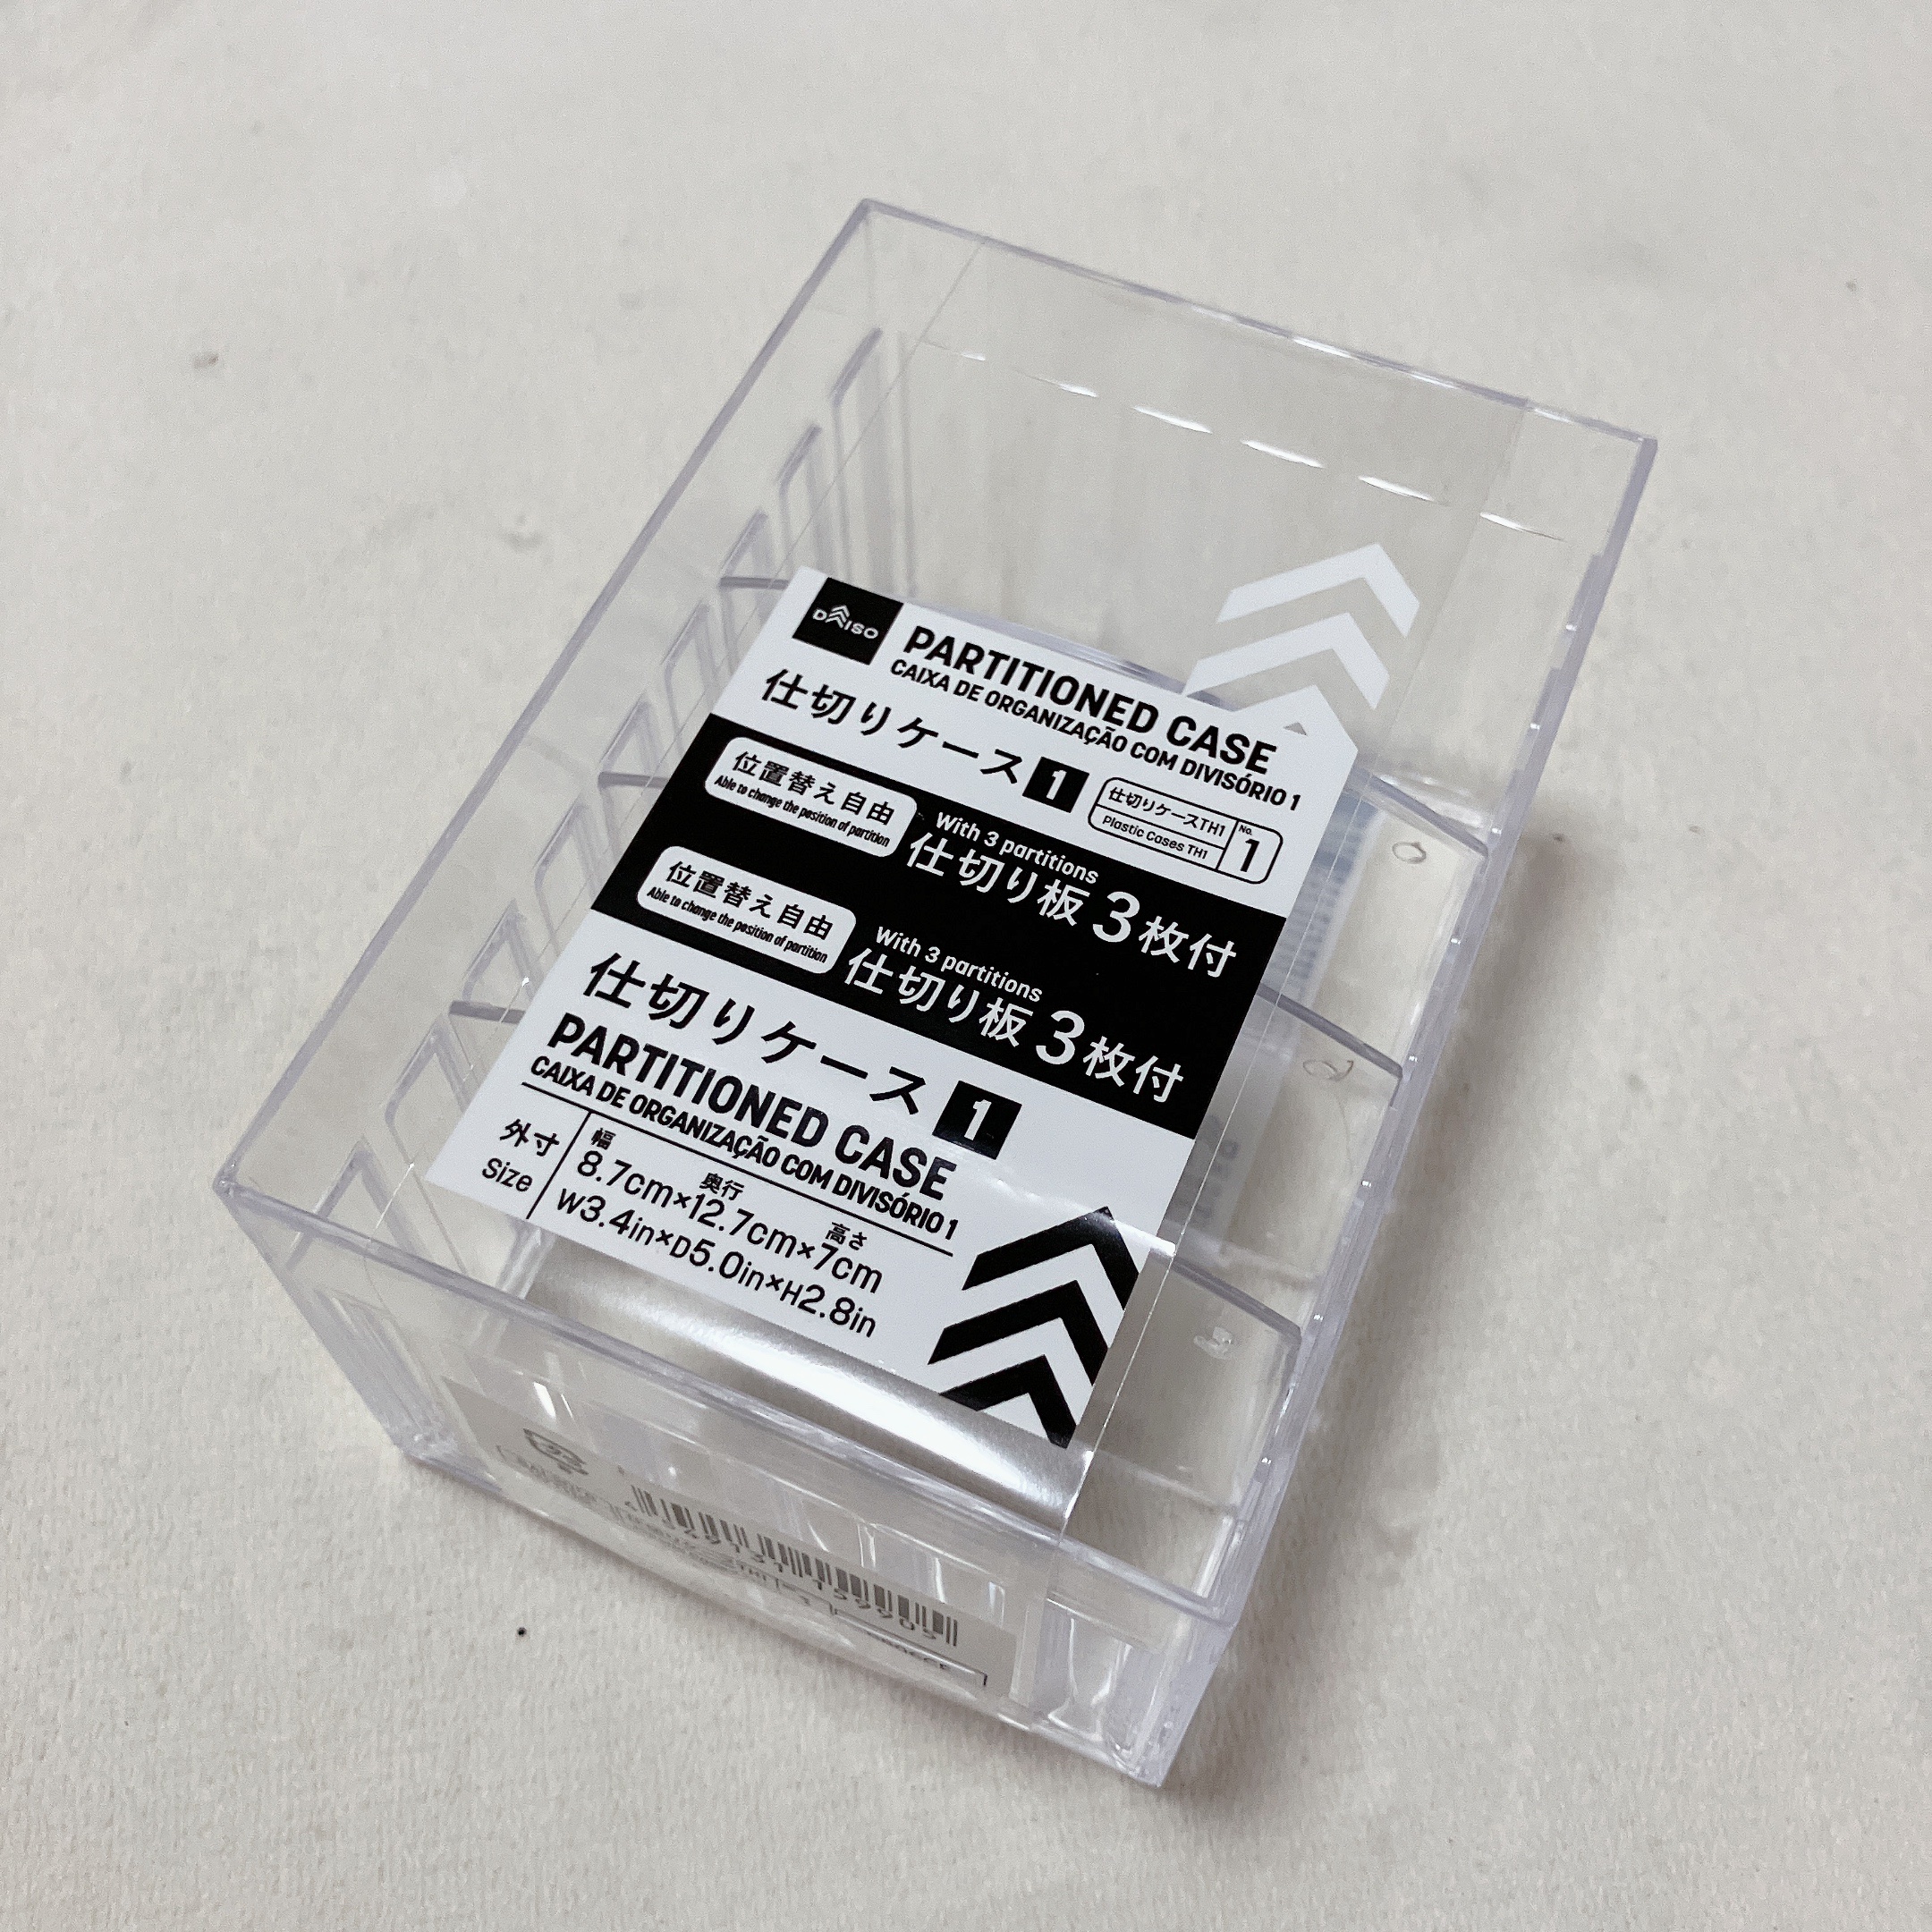 DAISO
PARTITIONED CASE
CAIXA DE ORGANIZAÇÃO COM DIVISÓRIO 1
仕切りケース 1
仕切りケースTH1
Plastic Cases TH1
No.
1
位置替え自由
Able to change the position of partition
With 3 partitions
仕切り板 3枚付
位置替え自由
Able to change the position of partition
With 3 partitions
仕切り板 3枚付
仕切りケース 1
PARTITIONED CASE
CAIXA DE ORGANIZAÇÃO COM DIVISÓRIO 1
外寸
Size
幅 奥行 高さ
8.7cm×12.7cm×7cm
W3.4in×D5.0in×H2.8in